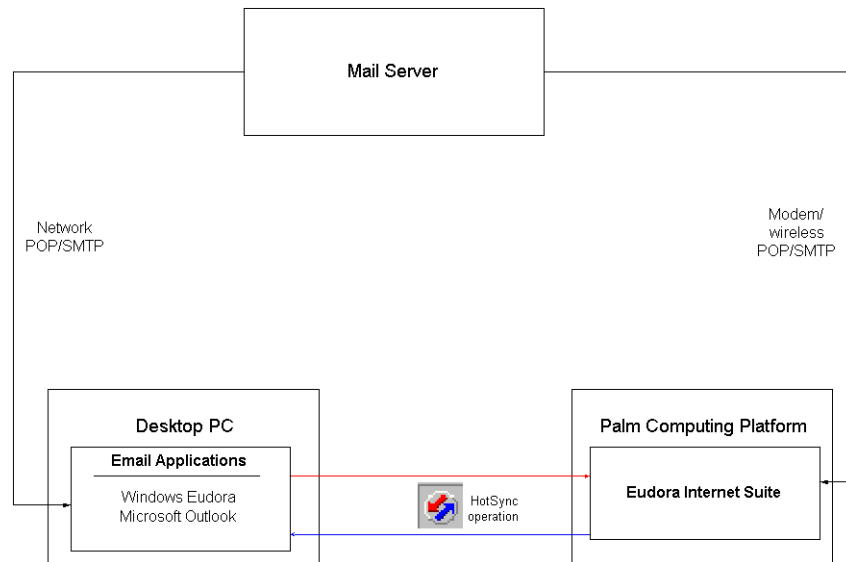 Mail Server
Network
POP/SMTP
Modem/
wireless
POP/SMTP
Desktop PC
Email Applications
Windows Eudora
Microsoft Outlook
HotSync
operation
Palm Computing Platform
Eudora Internet Suite